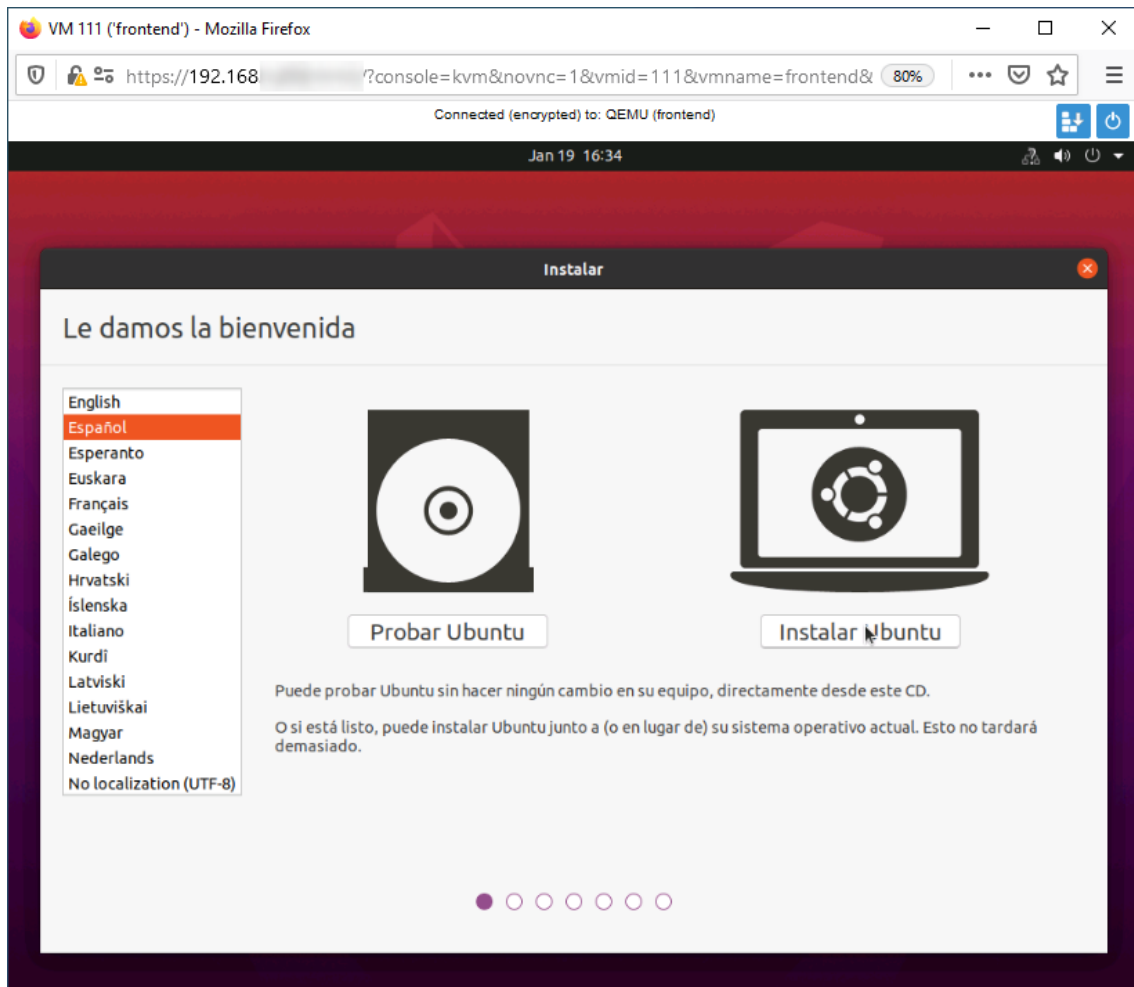 VM 111 ('frontend') - Mozilla Firefox
https://192.168 /?console=kvm&novnc=1&vmid=111&vmname=frontend& 80%
Connected (encrypted) to: QEMU (frontend)
Jan 19 16:34
Instalar
Le damos la bienvenida
English
Español
Esperanto
Euskara
Français
Gaeilge
Galego
Hrvatski
Íslenska
Italiano
Kurdî
Latviski
Lietuviškai
Magyar
Nederlands
No localization (UTF-8)
Probar Ubuntu
Instalar Ubuntu
Puede probar Ubuntu sin hacer ningún cambio en su equipo, directamente desde este CD.
O si está listo, puede instalar Ubuntu junto a (o en lugar de) su sistema operativo actual. Esto no tardará
demasiado.